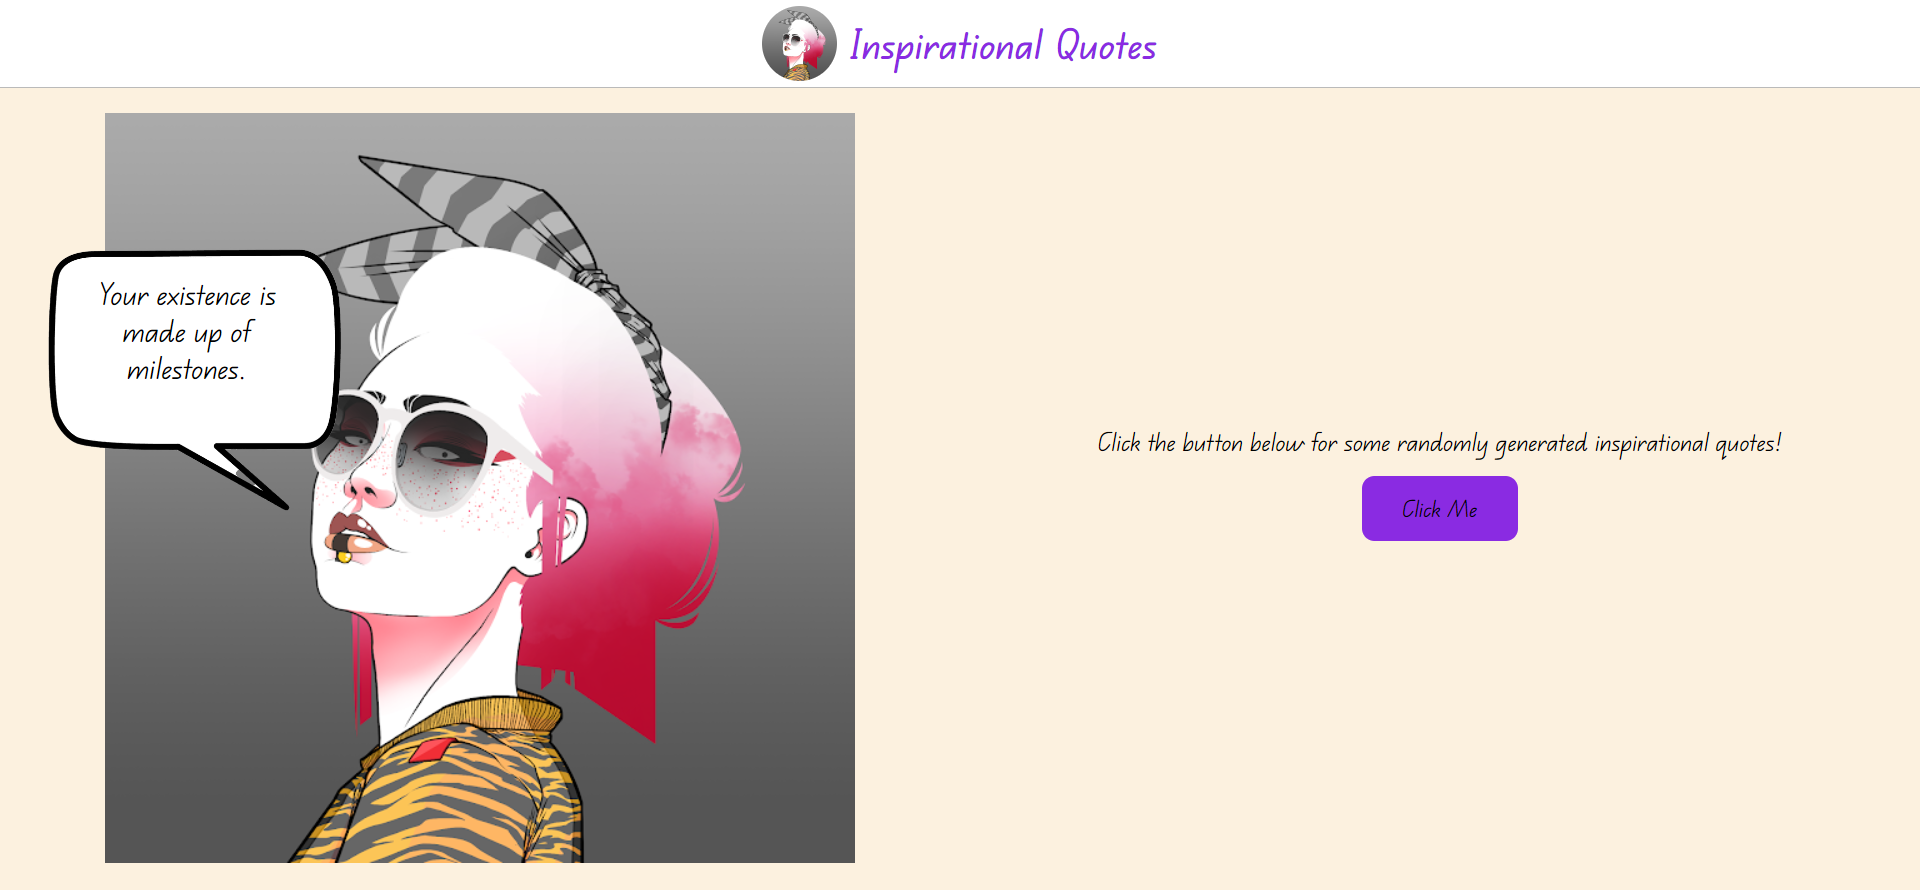 Inspirational Quotes
Your existence is
made up of
milestones.
Click the button below for some randomly generated inspirational quotes!
Click Me